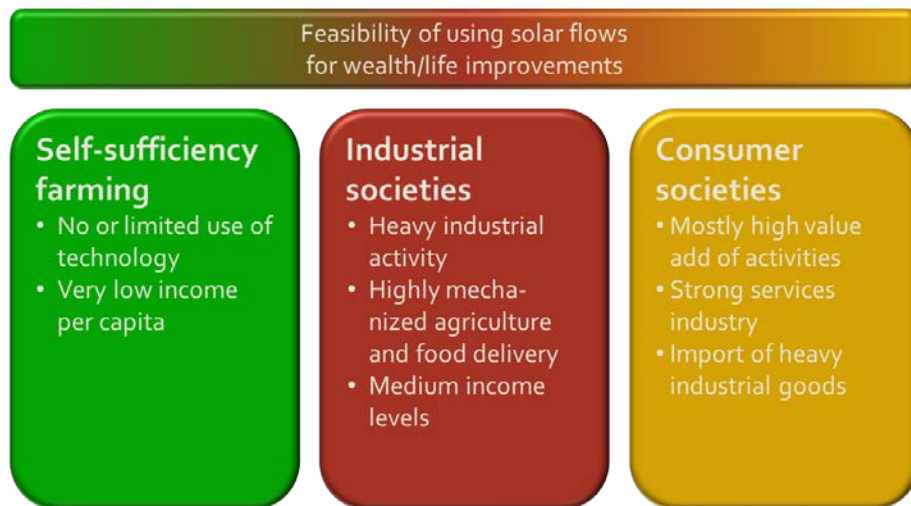 Feasibility of using solar flows
for wealth/life improvements
Self-sufficiency
farming
• No or limited use of
technology
• Very low income
per capita
Industrial
societies
• Heavy industrial
activity
• Highly mecha-
nized agriculture
and food delivery
• Medium income
levels
Consumer
societies
• Mostly high value
add of activities
• Strong services
industry
• Import of heavy
industrial goods